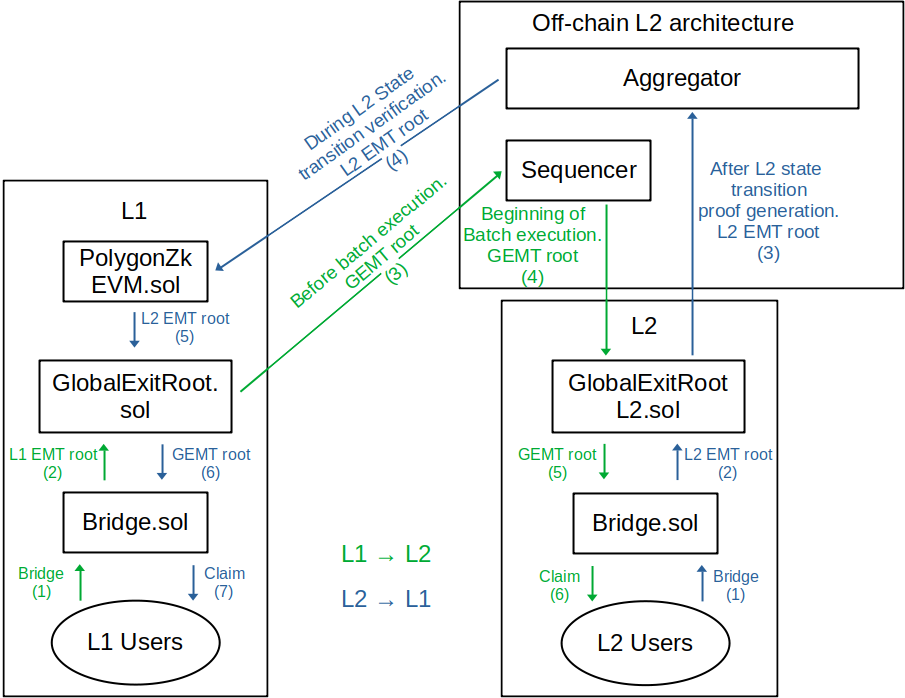 Off-chain L2 architecture
Aggregator
During L2 State
transition verification.
L2 EMT root
(4)
Sequencer
After L2 state
transition
proof generation.
L2 EMT root
(3)
Beginning of
Batch execution.
GEMT root
(4)
Before batch execution.
GEMT root
(3)
L1
PolygonZk
EVM.sol
L2 EMT root
(5)
GlobalExitRoot.
sol
L1 EMT root
(2)
GEMT root
(6)
Bridge.sol
Bridge
(1)
Claim
(7)
L1 Users
L1 → L2
L2 → L1
L2
GlobalExitRoot
L2.sol
GEMT root
(5)
L2 EMT root
(2)
Bridge.sol
Claim
(6)
Bridge
(1)
L2 Users